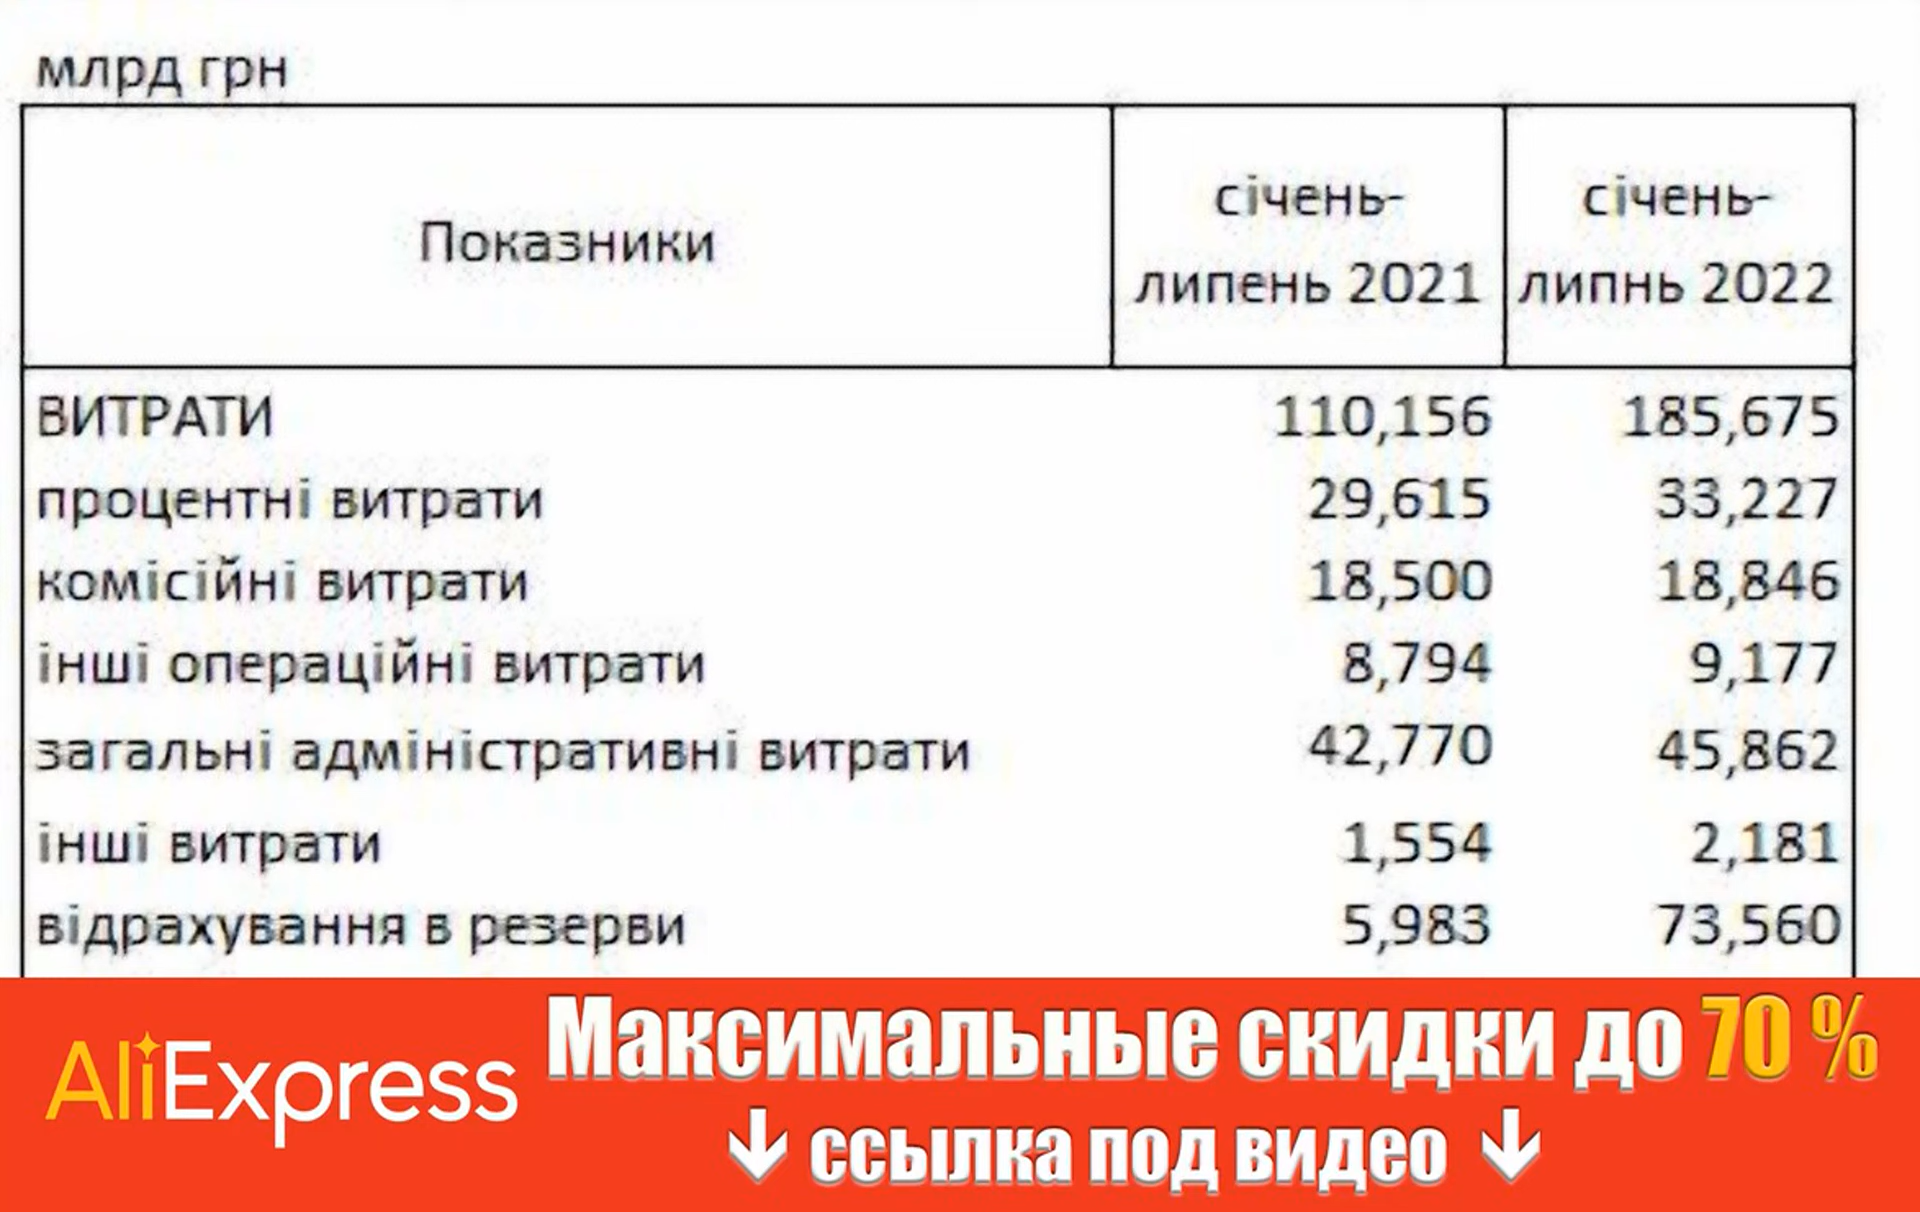 млрд грн
Показники
січень-
липень 2021
січень-
липнь 2022
ВИТРАТИ 110,156 185,675
процентні витрати 29,615 33,227
комісійні витрати 18,500 18,846
інші операційні витрати 8,794 9,177
загальні адміністративні витрати 42,770 45,862
інші витрати 1,554 2,181
відрахування в резерви 5,983 73,560
AliExpress
Максимальные скидки до 70 %
↓ ссылка под видео ↓